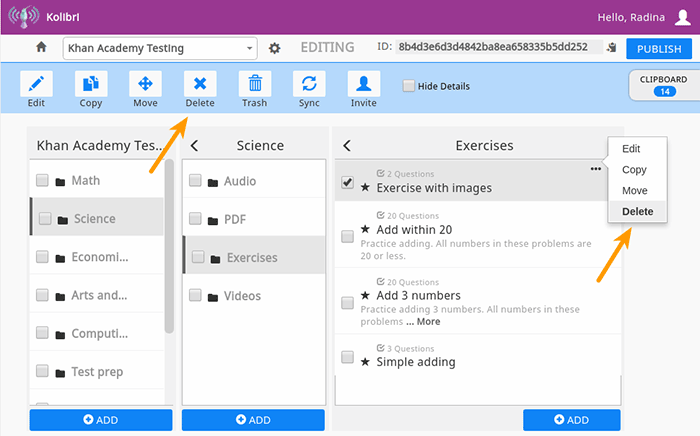 Kolibrl
Hello, Radina
Khan Academy Testing
EDITING
ID: 8b4d3e6d3d4842ba8ea658335b5dd252
PUBLISH
Edit
Copy
Move
Delete
Trash
Sync
Invite
Hide Details
CLIPBOARD
14
Khan Academy Tes...
Math
Science
Economi...
Arts and...
Computi...
Test prep
ADD
Science
Audio
PDF
Exercises
Videos
ADD
Exercises
2 Questions
Exercise with images
20 Questions
Add within 20
Practice adding. All numbers in these problems are
20 or less.
20 Questions
Add 3 numbers
Practice adding 3 numbers. All numbers in these
problems ... More
3 Questions
Simple adding
ADD
Edit
Copy
Move
Delete